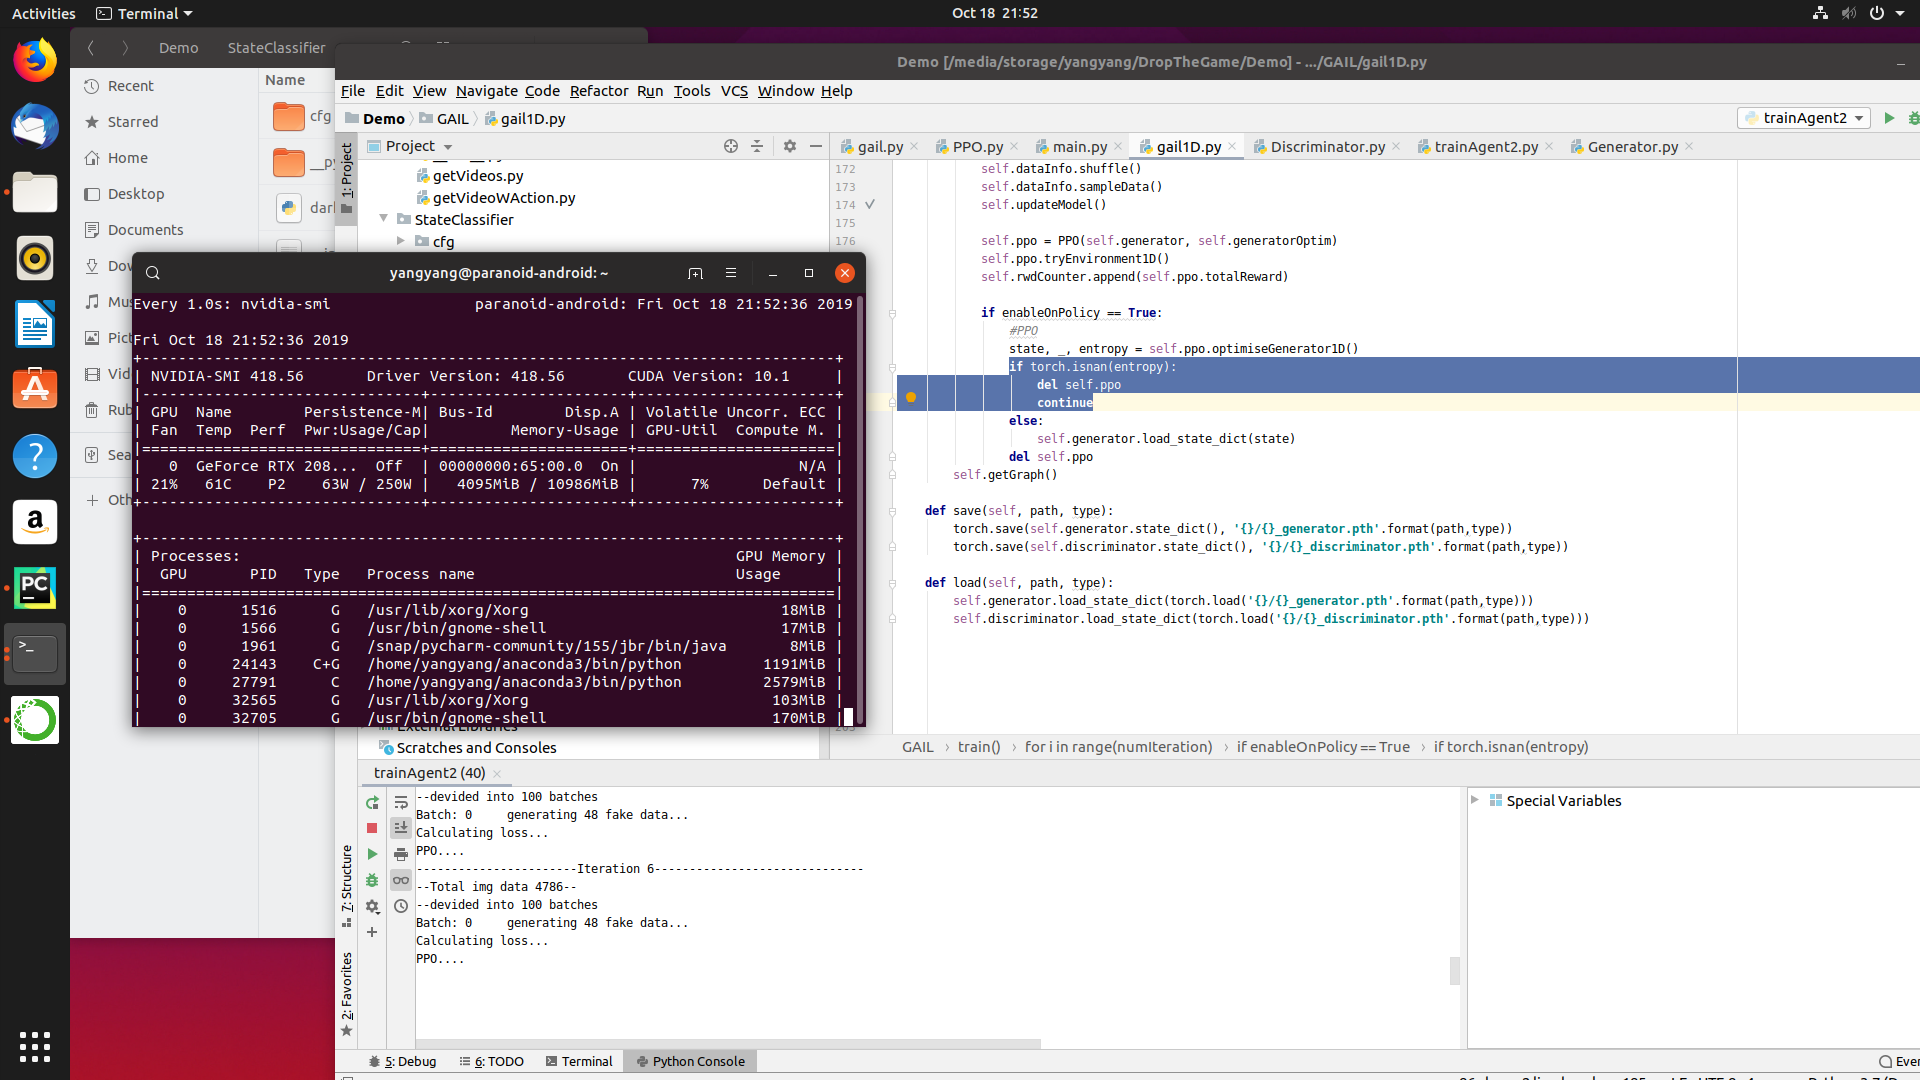 Activities
Terminal
Oct 18 21:52
Demo
StateClassifier
Recent
Starred
Home
Desktop
Documents
Name
cfg
Demo [/media/storage/yangyang/DropTheGame/Demo] - .../GAIL/gail1D.py
File Edit View Navigate Code Refactor Run Tools VCS Window Help
Demo GAIL gail1D.py
trainAgent2
1: Project
Project
getVideos.py
getVideoWAction.py
StateClassifier
cfg
gail.py
PPO.py
main.py
gail1D.py
Discriminator.py
trainAgent2.py
Generator.py
172 self.dataInfo.shuffle()
173 self.dataInfo.sampleData()
174 self.updateModel()
175
176 self.ppo = PPO(self.generator, self.generatorOptim)
self.ppo.tryEnvironment1D()
self.rwdCounter.append(self.ppo.totalReward)
if enableOnPolicy == True:
#PPO
state, _, entropy = self.ppo.optimiseGenerator1D()
if torch.isnan(entropy):
del self.ppo
continue
else:
self.generator.load_state_dict(state)
del self.ppo
self.getGraph()
def save(self, path, type):
torch.save(self.generator.state_dict(), '{}/{}_generator.pth'.format(path,type))
torch.save(self.discriminator.state_dict(), '{}/{}_discriminator.pth'.format(path,type))
def load(self, path, type):
self.generator.load_state_dict(torch.load('{}/{}_generator.pth'.format(path,type)))
self.discriminator.load_state_dict(torch.load('{}/{}_discriminator.pth'.format(path,type)))
GAIL › train() › for i in range(numIteration) › if enableOnPolicy == True › if torch.isnan(entropy)
yangyang@paranoid-android: ~
Every 1.0s: nvidia-smi paranoid-android: Fri Oct 18 21:52:36 2019
Fri Oct 18 21:52:36 2019
+-----------------------------------------------------------------------------+
| NVIDIA-SMI 418.56 Driver Version: 418.56 CUDA Version: 10.1 |
|-------------------------------+----------------------+----------------------+
| GPU Name Persistence-M| Bus-Id Disp.A | Volatile Uncorr. ECC |
| Fan Temp Perf Pwr:Usage/Cap| Memory-Usage | GPU-Util Compute M. |
|===============================+======================+======================|
| 0 GeForce RTX 208... Off | 00000000:65:00.0 On | N/A |
| 21% 61C P2 63W / 250W | 4095MiB / 10986MiB | 7% Default |
+-------------------------------+----------------------+----------------------+
+-----------------------------------------------------------------------------+
| Processes: GPU Memory |
| GPU PID Type Process name Usage |
|=============================================================================|
| 0 1516 G /usr/lib/xorg/Xorg 18MiB |
| 0 1566 G /usr/bin/gnome-shell 17MiB |
| 0 1961 G /snap/pycharm-community/155/jbr/bin/java 8MiB |
| 0 24143 C+G /home/yangyang/anaconda3/bin/python 1191MiB |
| 0 27791 C /home/yangyang/anaconda3/bin/python 2579MiB |
| 0 32565 G /usr/lib/xorg/Xorg 103MiB |
| 0 32705 G /usr/bin/gnome-shell 170MiB |
Scratches and Consoles
trainAgent2 (40)
--devided into 100 batches
Batch: 0 generating 48 fake data...
Calculating loss...
PPO....
-----------------------Iteration 6------------------------------
--Total img data 4786--
--devided into 100 batches
Batch: 0 generating 48 fake data...
Calculating loss...
PPO....
Special Variables
7: Structure
2: Favorites
5: Debug
6: TODO
Terminal
Python Console